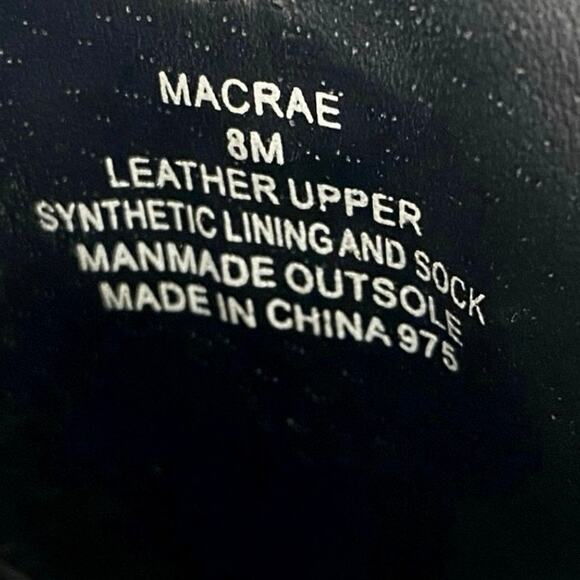 MACRAE
8M
LEATHER UPPER
SYNTHETIC LINING AND SOCK
MANMADE OUTSOLE
MADE IN CHINA 975